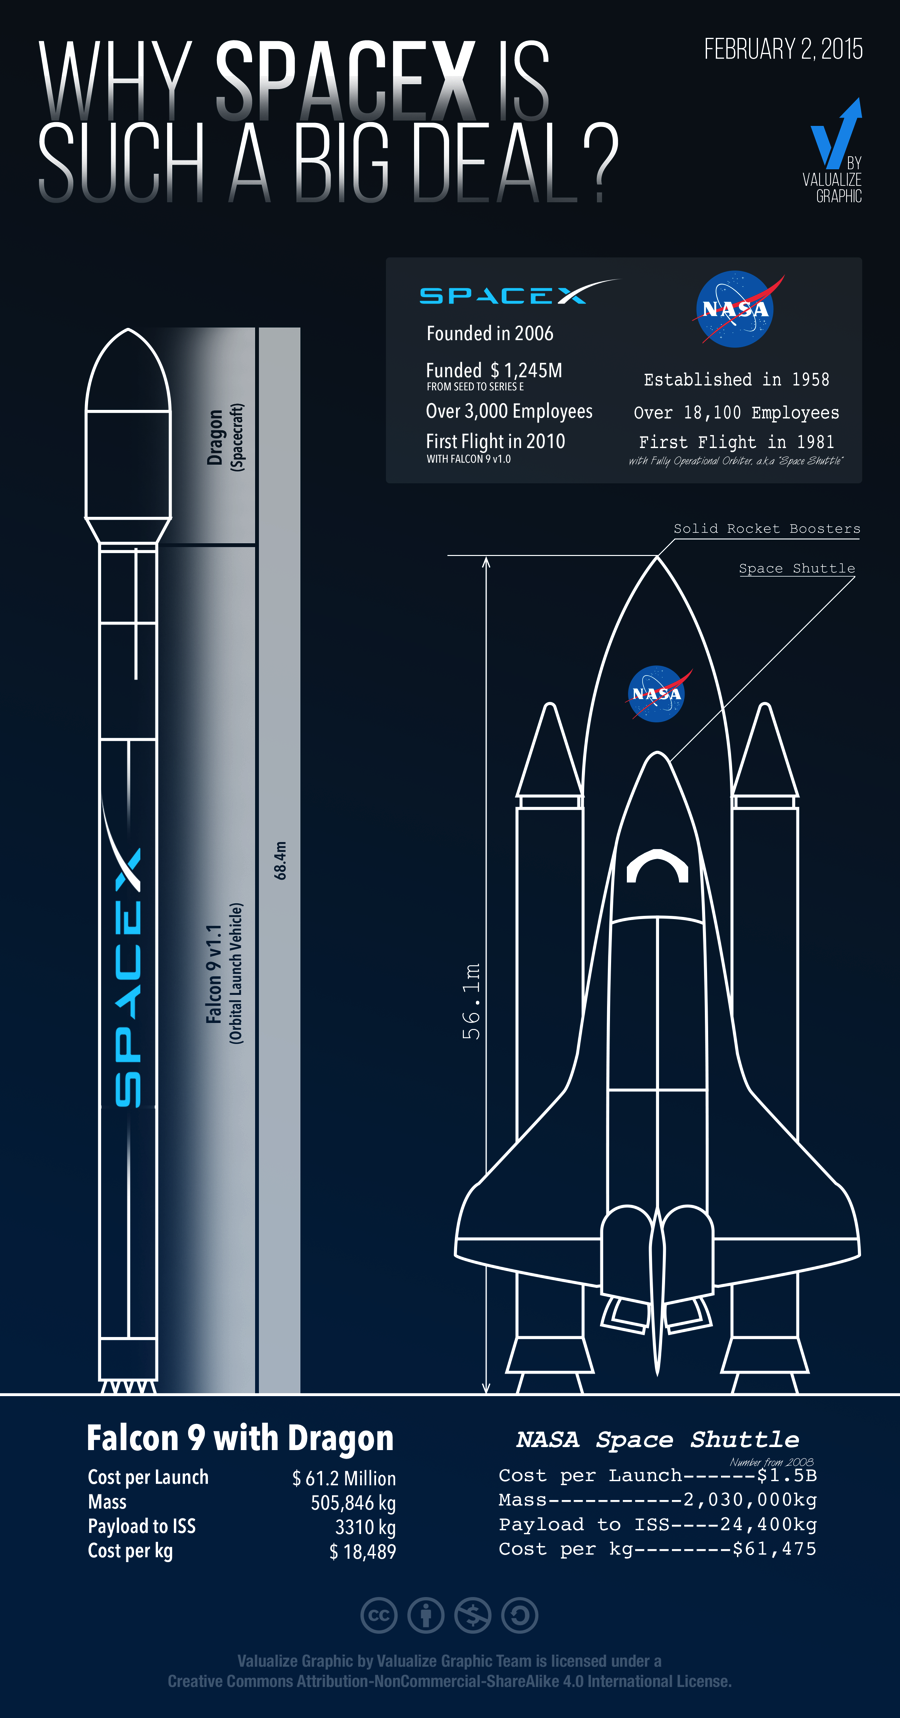 WHY SPACEX IS
SUCH A BIG DEAL?
FEBRUARY 2, 2015
BY
VALUALIZE
GRAPHIC
SPACEX
Founded in 2006
Funded $ 1,245M
FROM SEED TO SERIES E
Over 3,000 Employees
First Flight in 2010
WITH FALCON 9 v1.0
NASA
Established in 1958
Over 18,100 Employees
First Flight in 1981
with Fully Operational Orbiter, a.k.a "Space Shuttle"
Dragon
(Spacecraft)
Falcon 9 v1.1
(Orbital Launch Vehicle)
68.4m
SPACEX
Solid Rocket Boosters
Space Shuttle
NASA
56.1m
Falcon 9 with Dragon
Cost per Launch $ 61.2 Million
Mass 505,846 kg
Payload to ISS 3310 kg
Cost per kg $ 18,489
NASA Space Shuttle
Number from 2008
Cost per Launch------$1.5B
Mass-----------2,030,000kg
Payload to ISS----24,400kg
Cost per kg--------$61,475
cc
Valualize Graphic by Valualize Graphic Team is licensed under a
Creative Commons Attribution-NonCommercial-ShareAlike 4.0 International License.